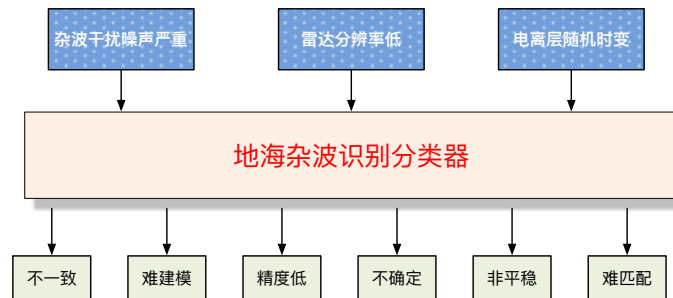 杂波干扰噪声严重
雷达分辨率低
电离层随机时变
地海杂波识别分类器
不一致
难建模
精度低
不确定
非平稳
难匹配